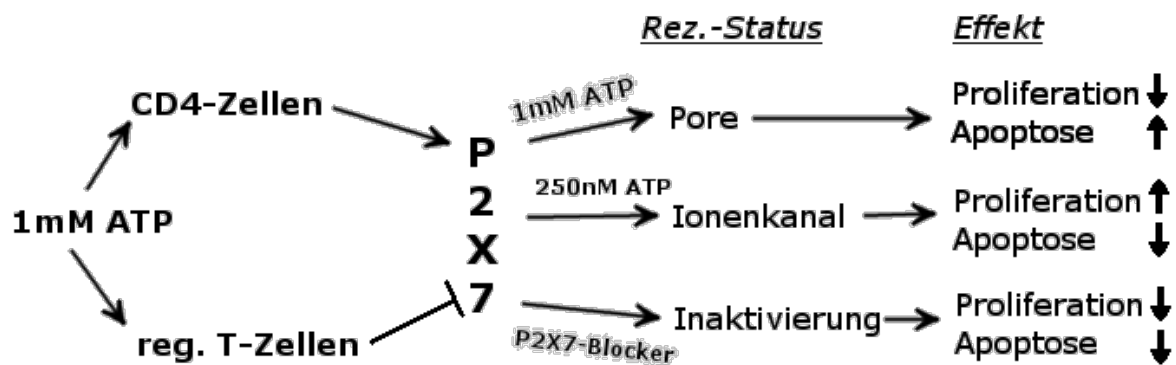 Rez.-Status
Effekt
CD4-Zellen
1mM ATP
reg. T-Zellen
P
2
X
7
1mM ATP
Pore
Proliferation
Apoptose
250nM ATP
Ionenkanal
Proliferation
Apoptose
P2X7-Blocker
Inaktivierung
Proliferation
Apoptose